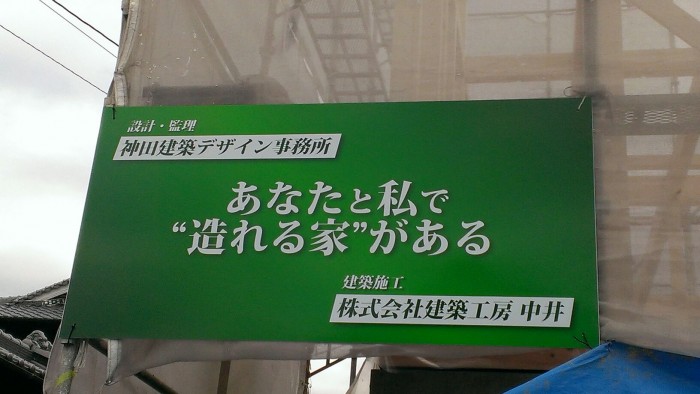 設計・監理
神田建築デザイン事務所
あなたと私で
“造れる家”がある
建築施工
株式会社建築工房 中井